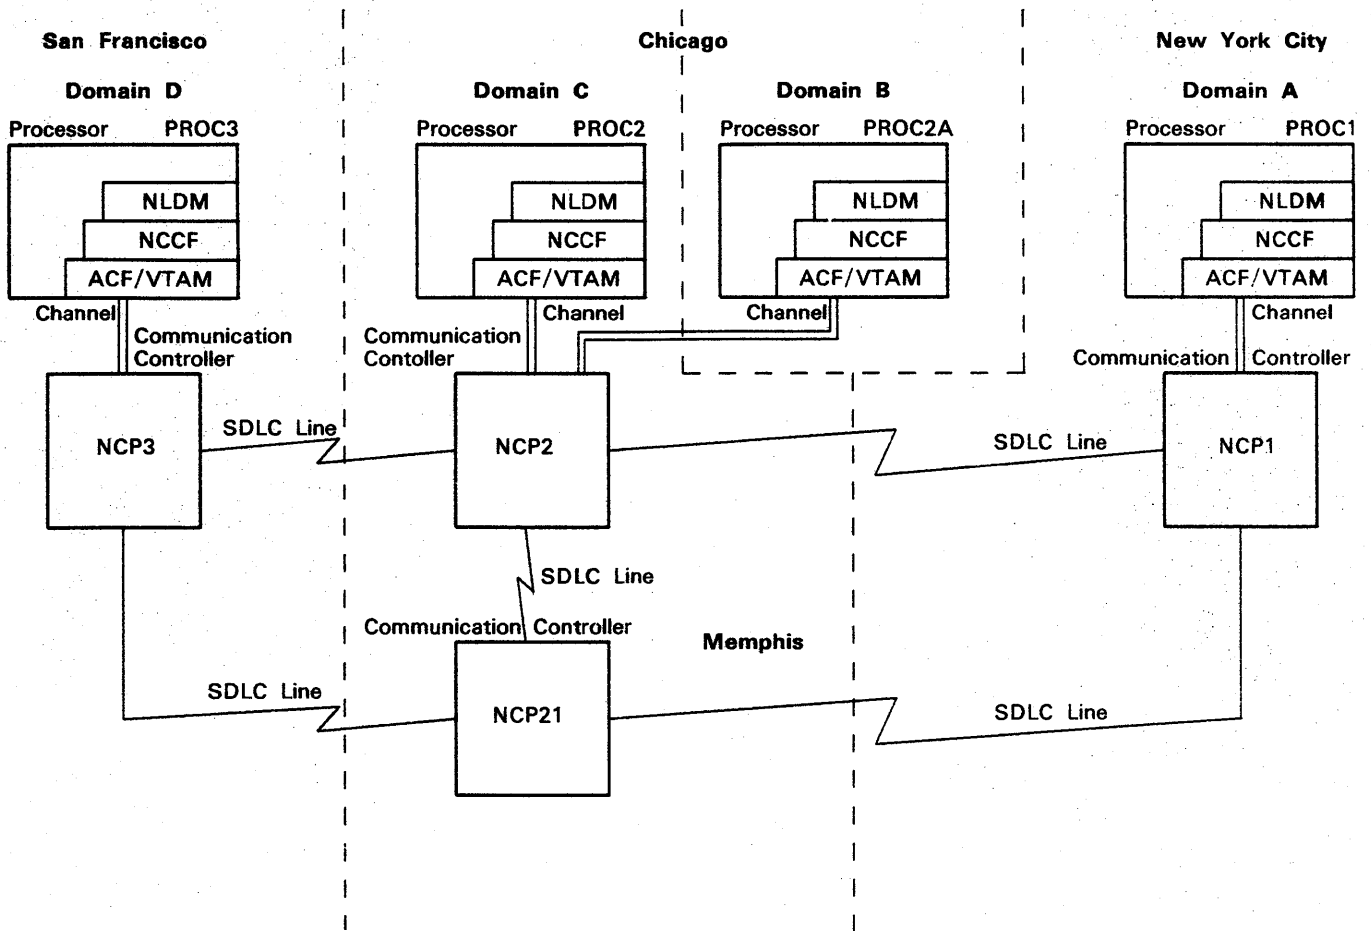 San Francisco
Chicago
New York City
Domain D
Domain C
Domain B
Domain A
Processor PROC3
Processor PROC2
Processor PROC2A
Processor PROC1
NLDM
NCCF
ACF/VTAM
NLDM
NCCF
ACF/VTAM
NLDM
NCCF
ACF/VTAM
NLDM
NCCF
ACF/VTAM
Channel
Communication
Controller
Channel
Communication
Contoller
Channel
Channel
Communication Controller
NCP3
SDLC Line
NCP2
SDLC Line
NCP1
SDLC Line
Communication Controller
Memphis
SDLC Line
NCP21
SDLC Line